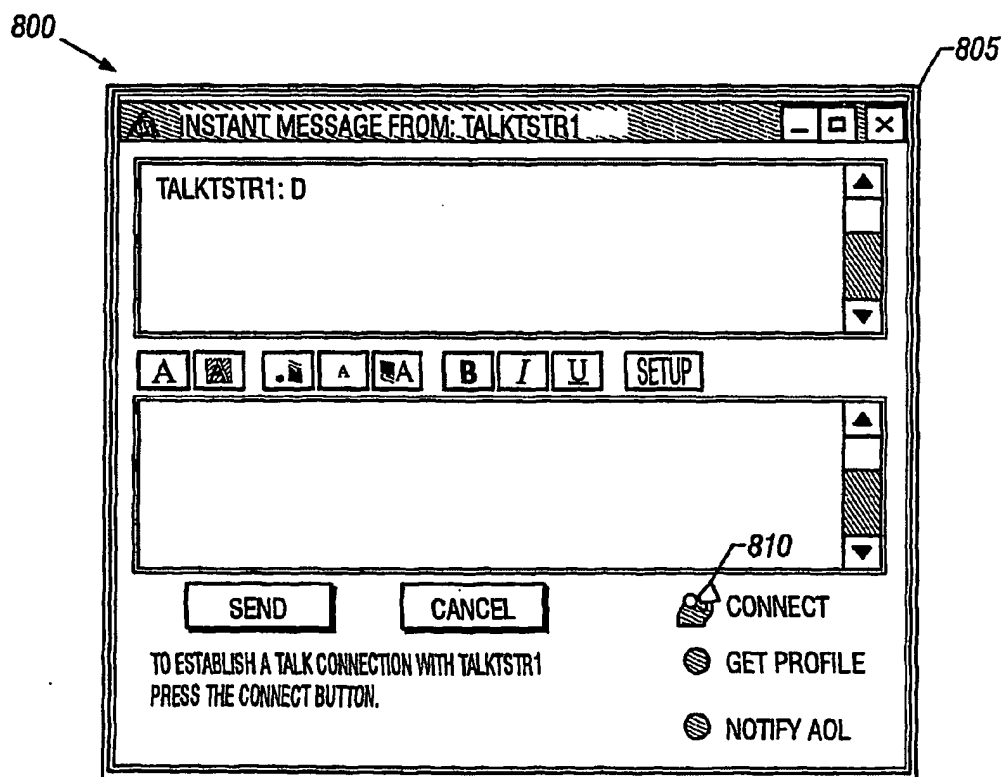 800
805
INSTANT MESSAGE FROM: TALKTSTR1
TALKTSTR1: D
A A A A B I U SETUP
810
SEND CANCEL CONNECT
TO ESTABLISH A TALK CONNECTION WITH TALKTSTR1
PRESS THE CONNECT BUTTON.
GET PROFILE
NOTIFY AOL